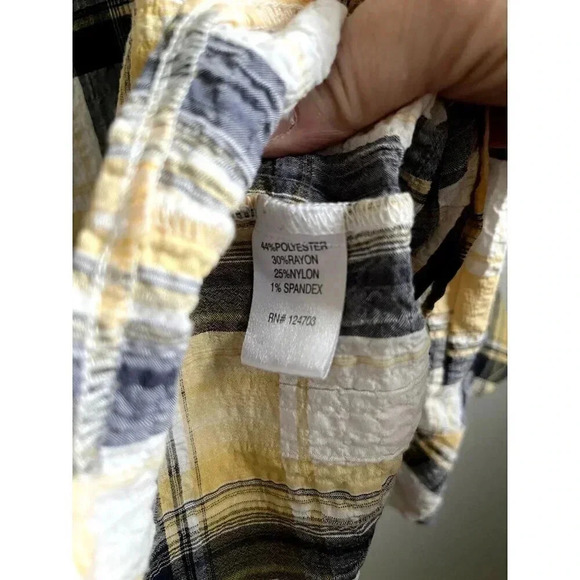 44%POLYESTER
30%RAYON
25%NYLON
1% SPANDEX
RN# 124703